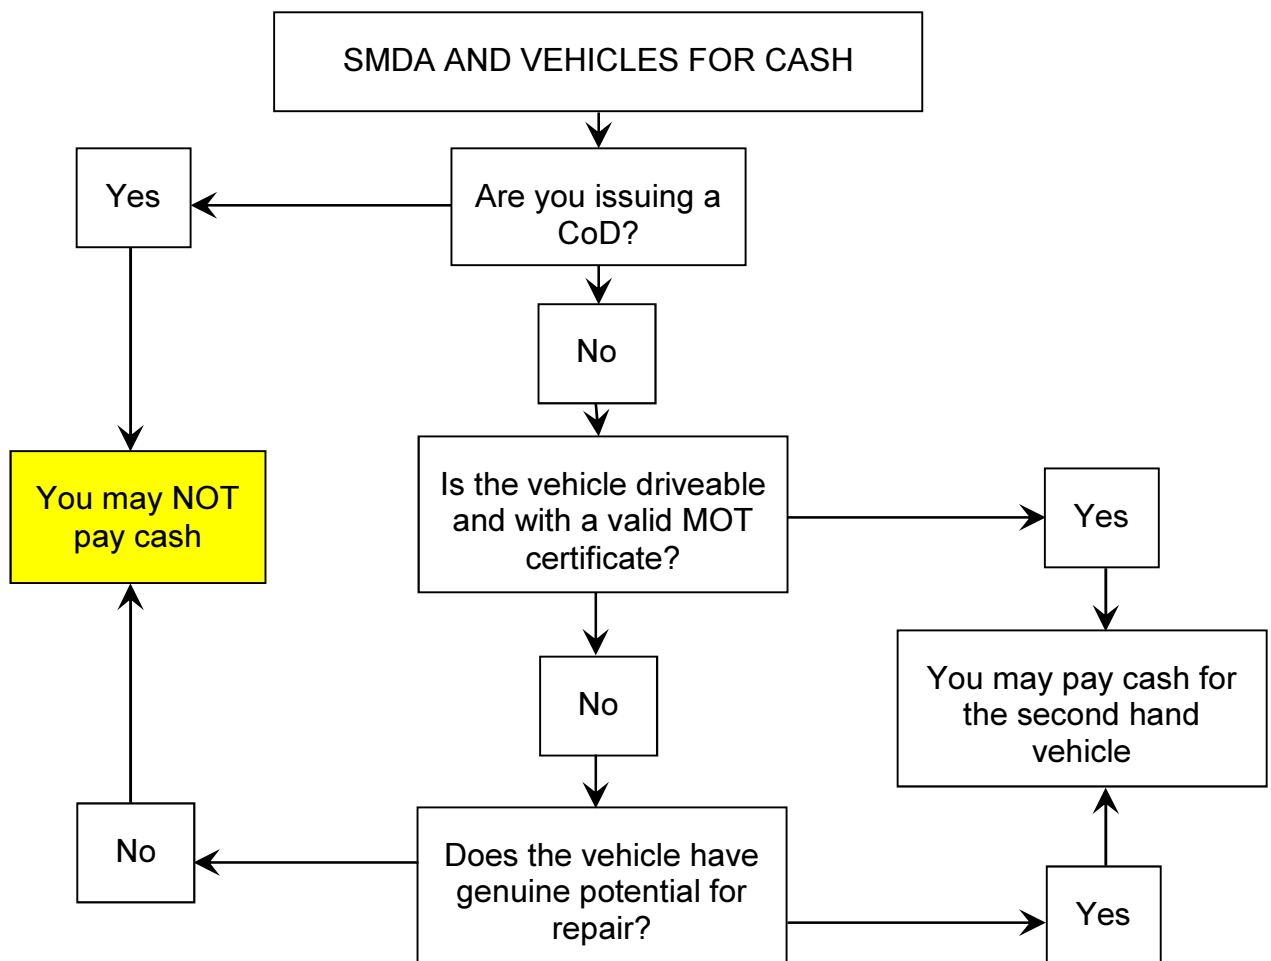 SMDA AND VEHICLES FOR CASH
Yes
Are you issuing a
CoD?
No
You may NOT
pay cash
Is the vehicle driveable
and with a valid MOT
certificate?
Yes
No
You may pay cash for
the second hand
vehicle
No
Does the vehicle have
genuine potential for
repair?
Yes